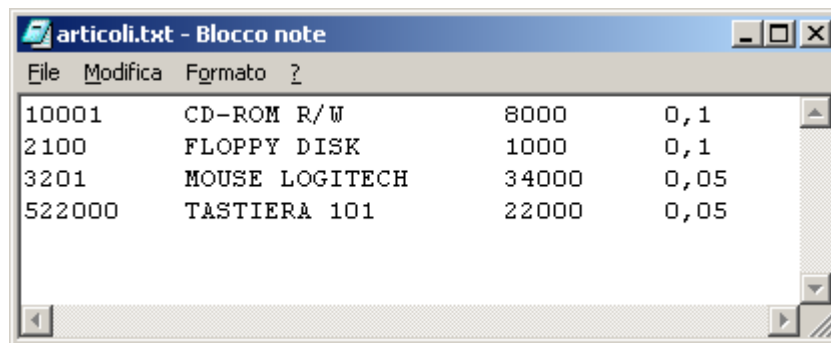 articoli.txt - Blocco note
File Modifica Formato ?
10001 CD-ROM R/W 8000 0,1
2100 FLOPPY DISK 1000 0,1
3201 MOUSE LOGITECH 34000 0,05
522000 TASTIERA 101 22000 0,05